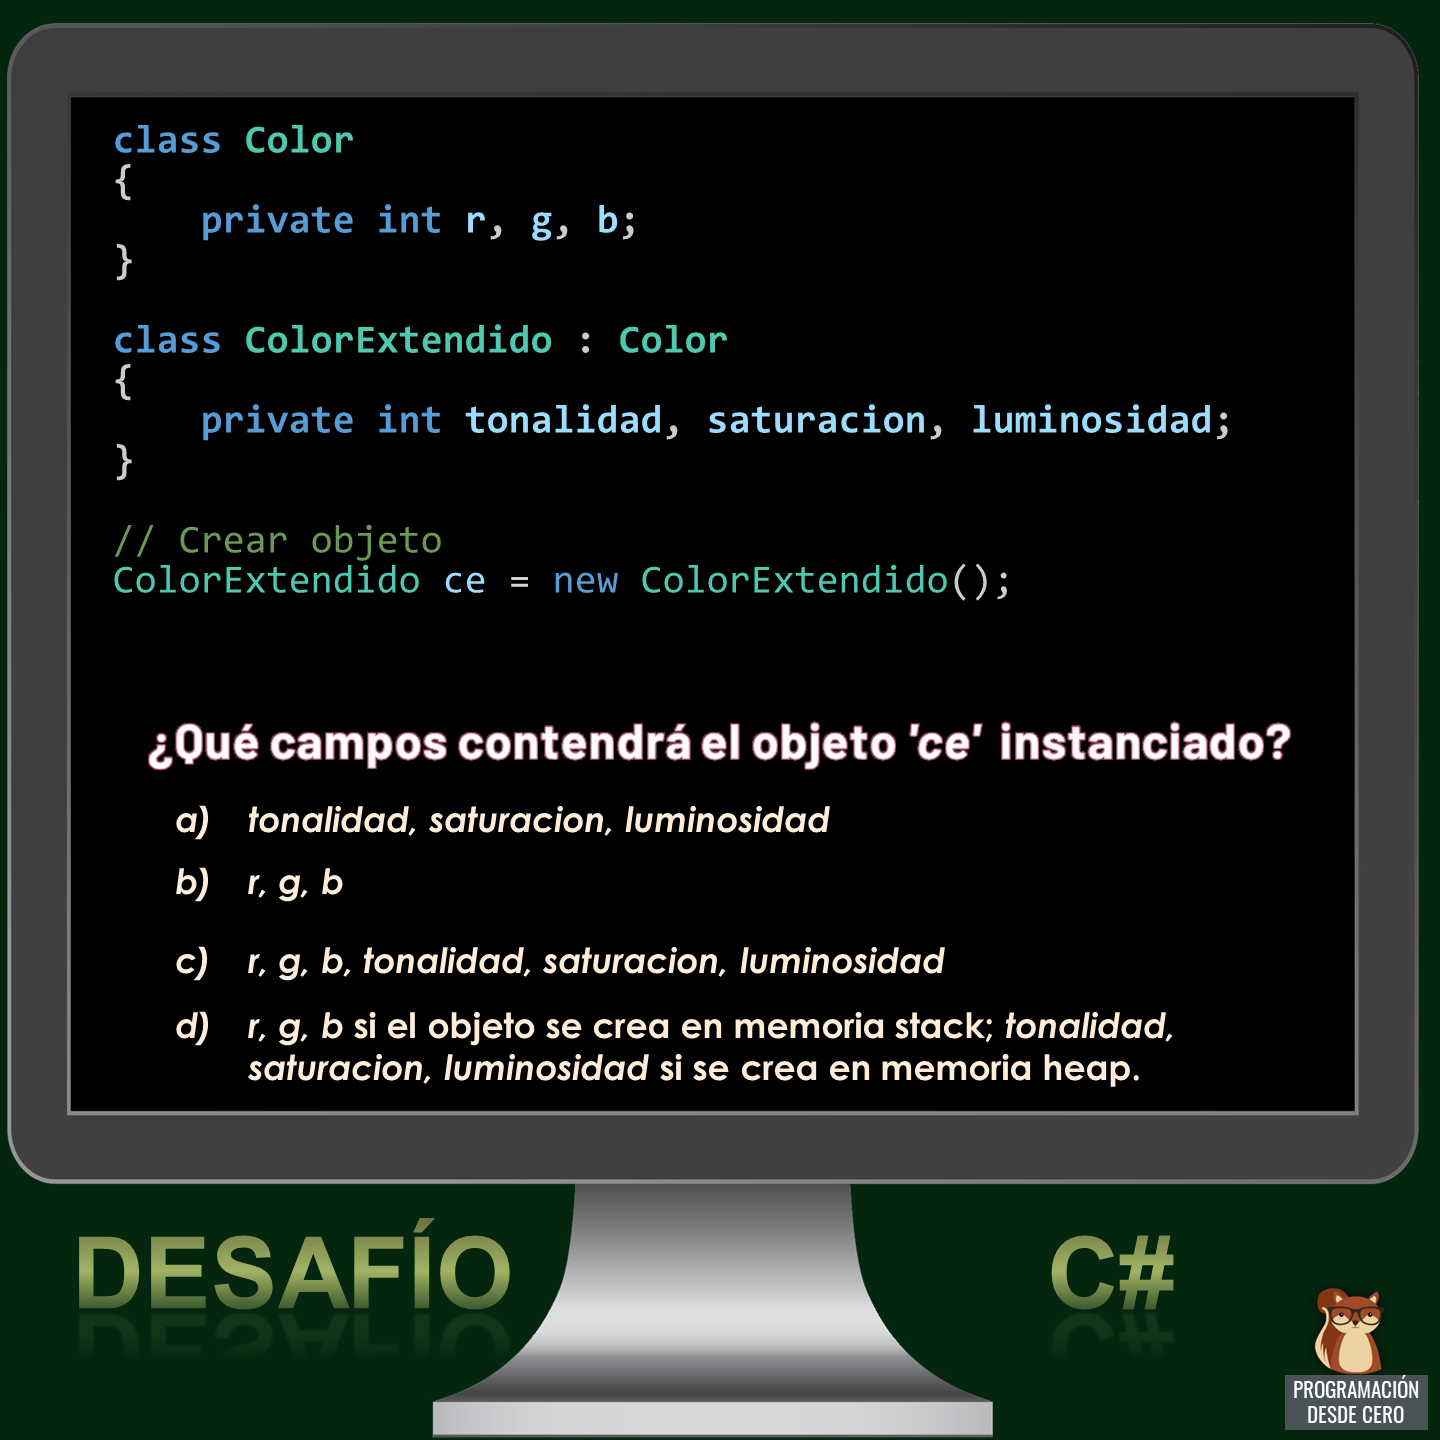 class Color
{
    private int r, g, b;
}
class ColorExtendido : Color
{
    private int tonalidad, saturacion, luminosidad;
}
// Crear objeto
ColorExtendido ce = new ColorExtendido();
¿Qué campos contendrá el objeto 'ce' instanciado?
a) tonalidad, saturacion, luminosidad
b) r, g, b
c) r, g, b, tonalidad, saturacion, luminosidad
d) r, g, b si el objeto se crea en memoria stack; tonalidad,
saturacion, luminosidad si se crea en memoria heap.
DESAFÍO C#
PROGRAMACIÓN
DESDE CERO